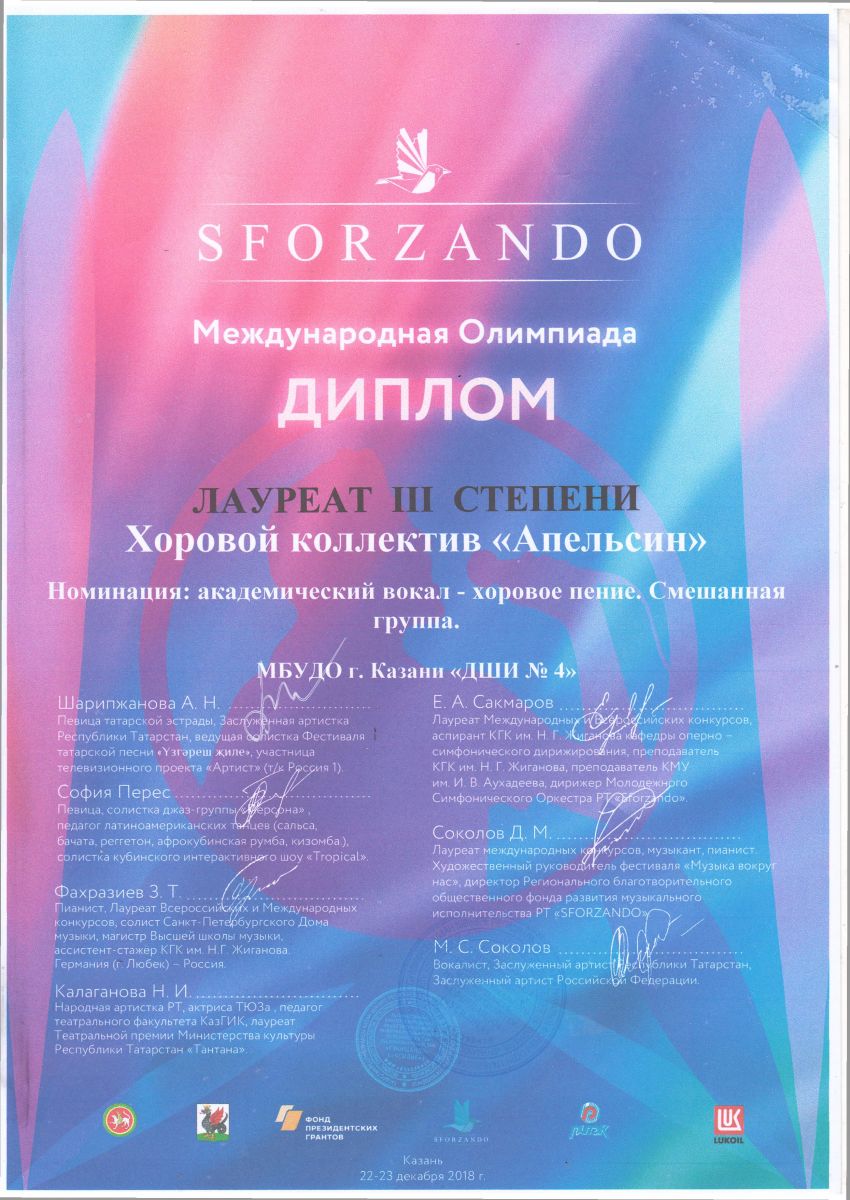 SFORZANDO
Международная Олимпиада
ДИПЛОМ
ЛАУРЕАТ III СТЕПЕНИ
Хоровой коллектив «Апельсин»
Номинация: академический вокал - хоровое пение. Смешанная
группа.
МБУДО г. Казани «ДШИ № 4»
Шарипжанова А. Н.
Певица татарской эстрады, Заслуженная артистка
Республики Татарстан, ведущая солистка Фестиваля
татарской песни «Үзгәреш җиле», участница
телевизионного проекта «Артист» (т/к Россия 1).
София Перес
Певица, солистка джаз-группы «Персона» ,
педагог латиноамериканских танцев (сальса,
бачата, реггетон, афрокубинская румба, кизомба.),
солистка кубинского интерактивного шоу «Tropical».
Фахразиев З. Т.
Пианист, Лауреат Всероссийских и Международных
конкурсов, солист Санкт-Петербургского Дома
музыки, магистр Высшей школы музыки,
ассистент-стажёр КГК им. Н.Г. Жиганова.
Германия (г. Любек) – Россия.
Калаганова Н. И.
Народная артистка РТ, актриса ТЮЗа , педагог
театрального факультета КазГИК, лауреат
Театральной премии Министерства культуры
Республики Татарстан «Тантана».
Е. А. Сакмаров
Лауреат Международных и Всероссийских конкурсов,
аспирант КГК им. Н. Г. Жиганова кафедры оперно –
симфонического дирижирования, преподаватель
КГК им. Н. Г. Жиганова, преподаватель КМУ
им. И. В. Аухадеева, дирижер Молодежного
Симфонического Оркестра РТ «Sforzando»
Соколов Д. М.
Лауреат международных конкурсов, музыкант, пианист.
Художественный руководитель фестиваля «Музыка вокруг
нас», директор Регионального благотворительного
общественного фонда развития музыкального
исполнительства РТ «SFORZANDO»
М. С. Соколов
Вокалист, Заслуженный артист Республики Татарстан,
Заслуженный артист Российской Федерации.
ФОНД
ПРЕЗИДЕНТСКИХ
ГРАНТОВ
SFORZANDO
LUK
LUKOIL
Казань
22-23 декабря 2018 г.